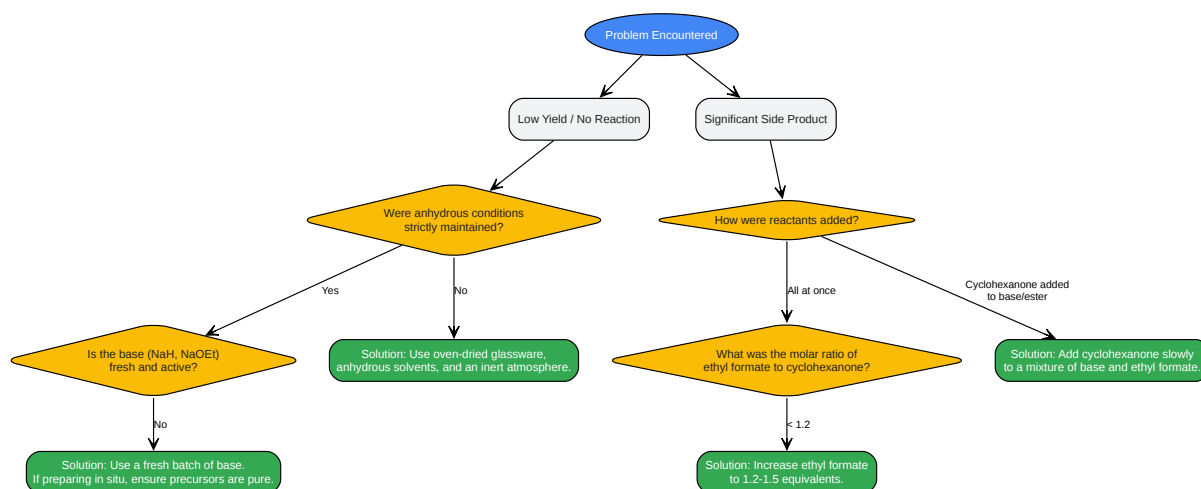 Problem Encountered
Low Yield / No Reaction
Significant Side Product
Were anhydrous conditions
strictly maintained?
How were reactants added?
Yes
No
All at once
Cyclohexanone added
to base/ester
Is the base (NaH, NaOEt)
fresh and active?
Solution: Use oven-dried glassware,
anhydrous solvents, and an inert atmosphere.
What was the molar ratio of
ethyl formate to cyclohexanone?
Solution: Add cyclohexanone slowly
to a mixture of base and ethyl formate.
No
< 1.2
Solution: Use a fresh batch of base.
If preparing in situ, ensure precursors are pure.
Solution: Increase ethyl formate
to 1.2-1.5 equivalents.